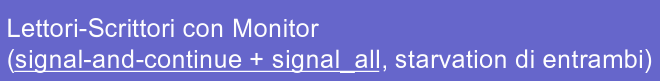 Lettori-Scrittori con Monitor
(signal-and-continue + signal_all, starvation di entrambi)